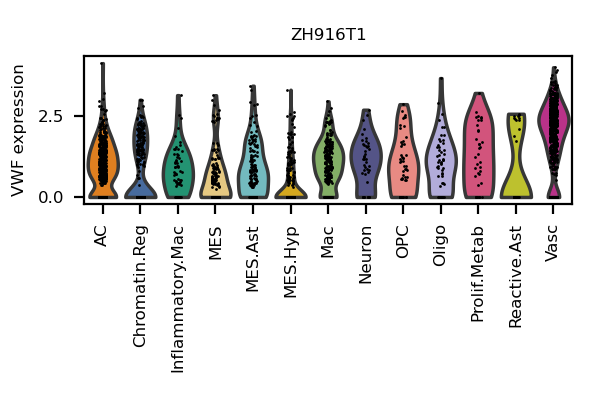 ZH916T1
VWF expression
2.5
0.0
AC
Chromatin.Reg
Inflammatory.Mac
MES
MES.Ast
MES.Hyp
Mac
Neuron
OPC
Oligo
Prolif.Metab
Reactive.Ast
Vasc